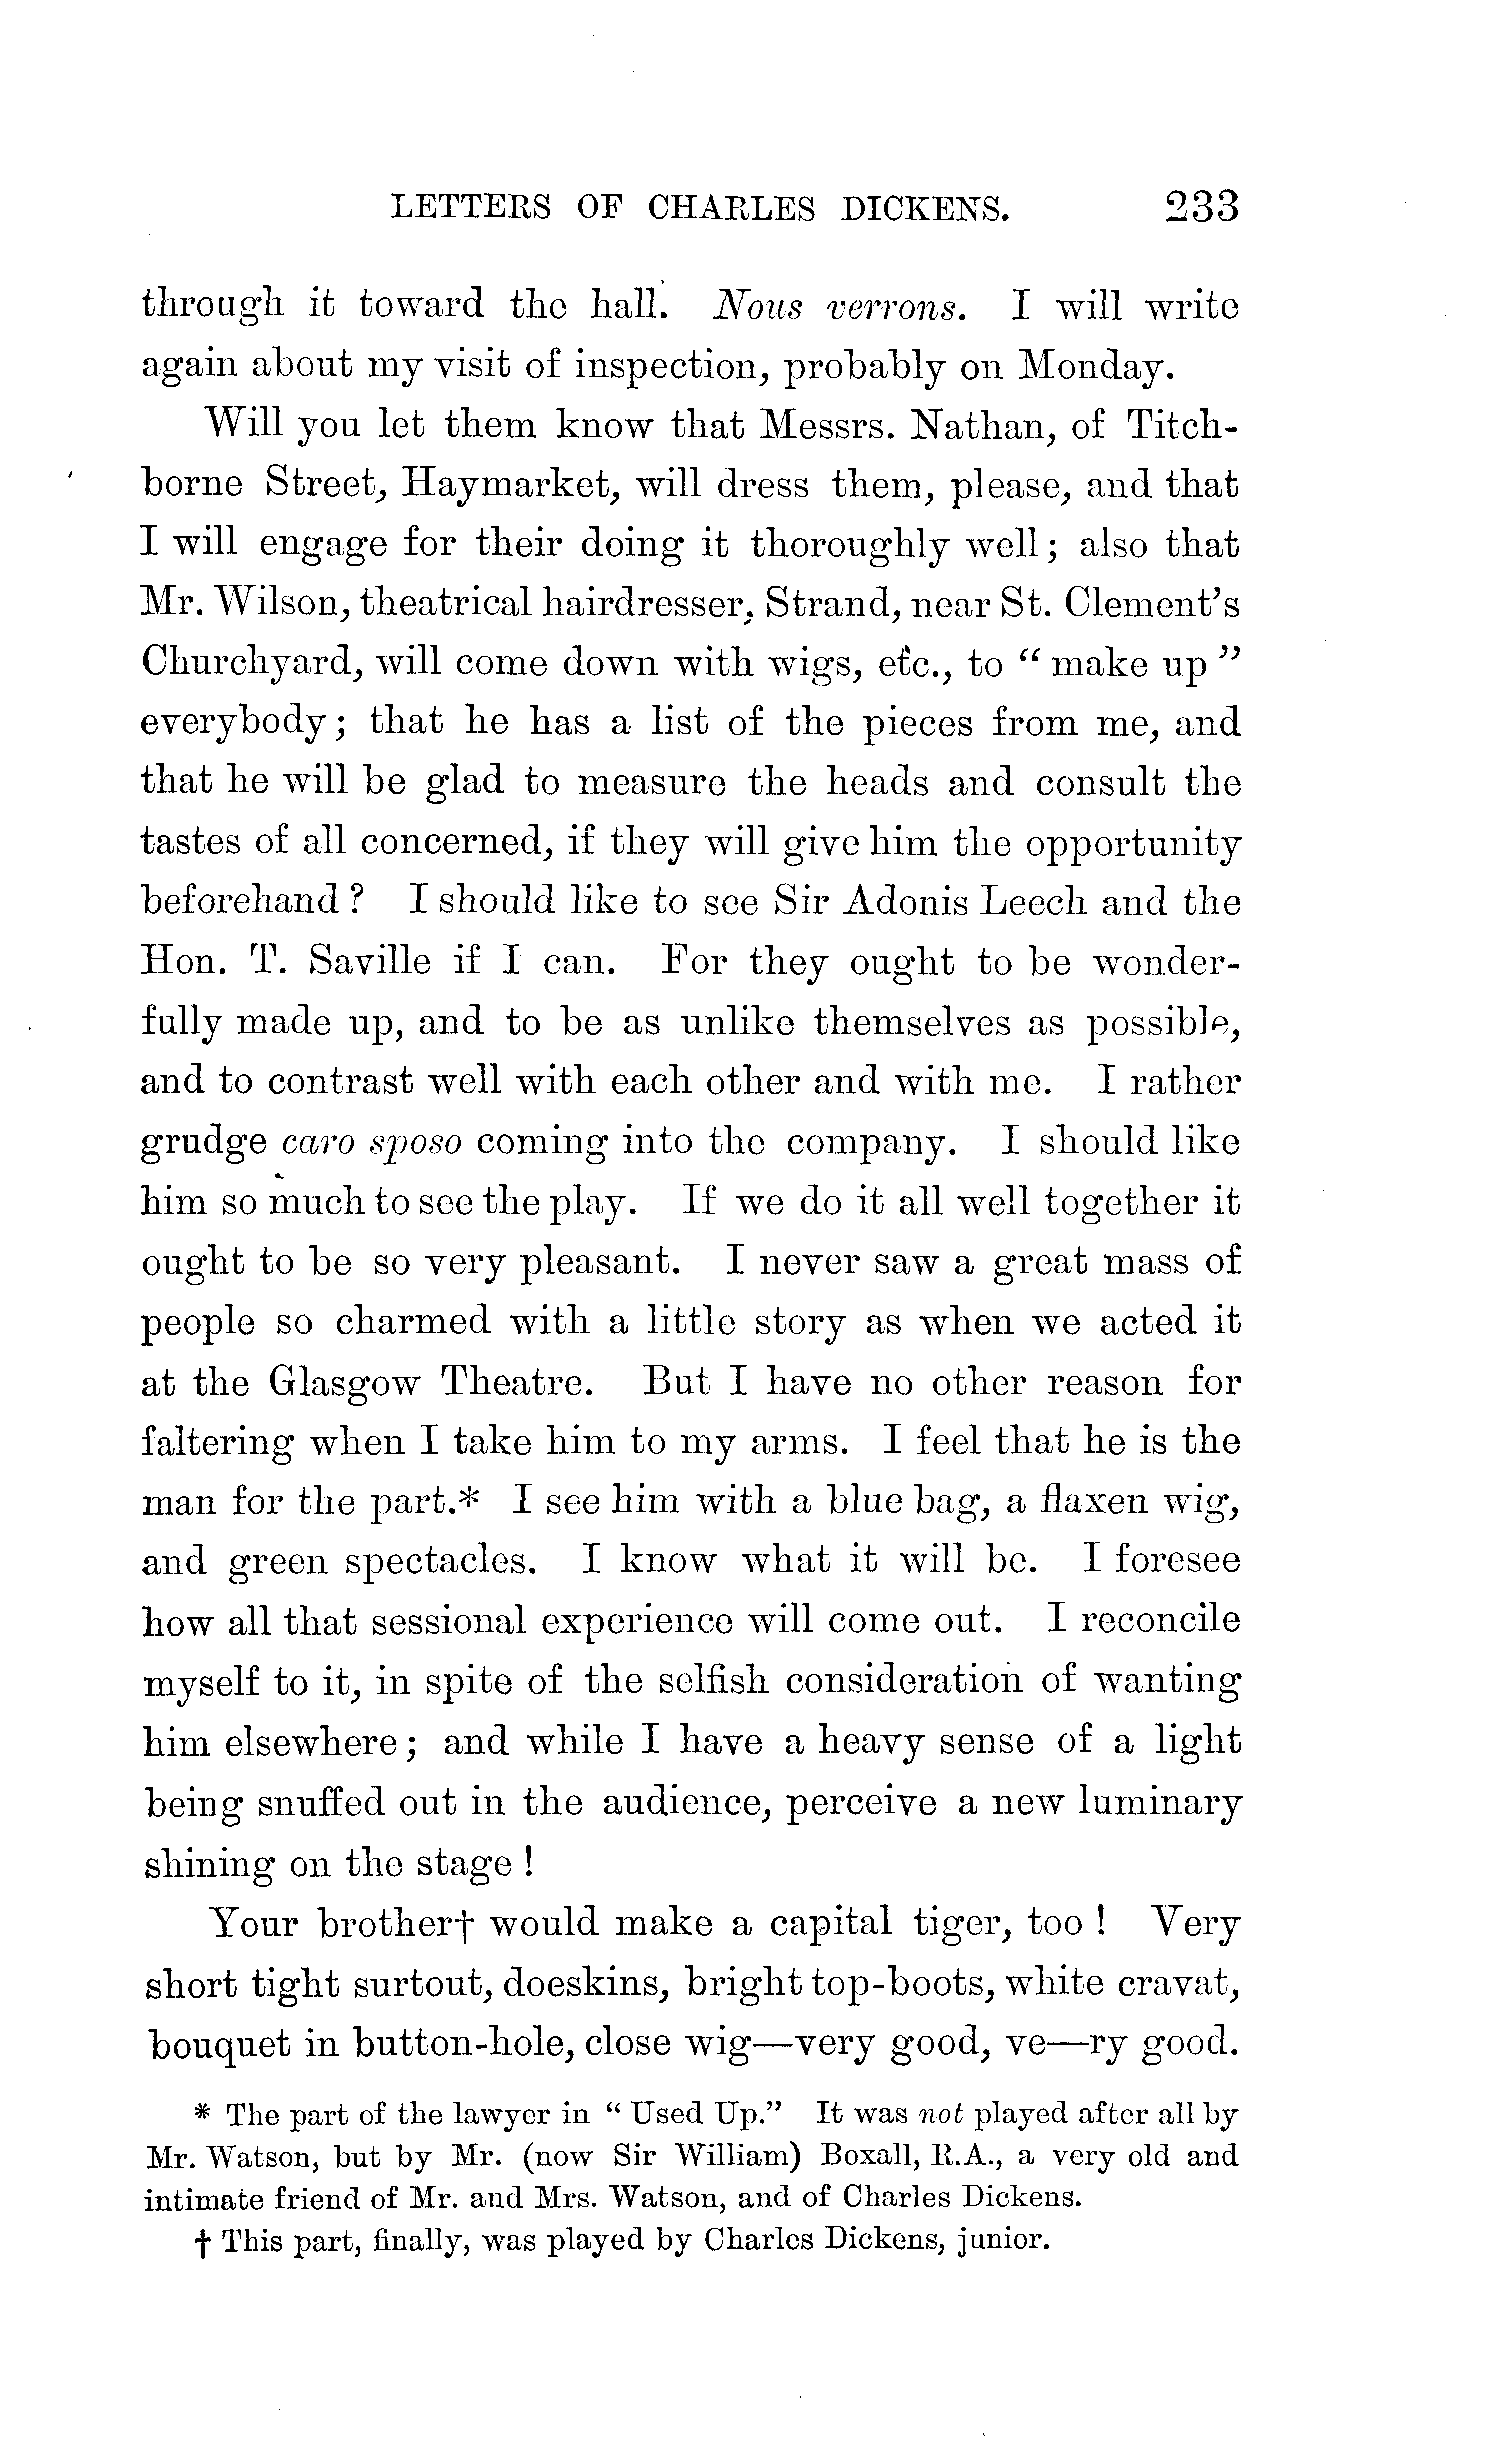 LETTERS OF CHARLES DICKENS. 233
through it toward the hall. Nous verrons. I will write
again about my visit of inspection, probably on Monday.
Will you let them know that Messrs. Nathan, of Titch-
borne Street, Haymarket, will dress them, please, and that
I will engage for their doing it thoroughly well; also that
Mr. Wilson, theatrical hairdresser, Strand, near St. Clement's
Churchyard, will come down with wigs, etc., to “make up”
everybody; that he has a list of the pieces from me, and
that he will be glad to measure the heads and consult the
tastes of all concerned, if they will give him the opportunity
beforehand? I should like to see Sir Adonis Leech and the
Hon. T. Saville if I can. For they ought to be wonder-
fully made up, and to be as unlike themselves as possible,
and to contrast well with each other and with me. I rather
grudge caro sposo coming into the company. I should like
him so much to see the play. If we do it all well together it
ought to be so very pleasant. I never saw a great mass of
people so charmed with a little story as when we acted it
at the Glasgow Theatre. But I have no other reason for
faltering when I take him to my arms. I feel that he is the
man for the part.* I see him with a blue bag, a flaxen wig,
and green spectacles. I know what it will be. I foresee
how all that sessional experience will come out. I reconcile
myself to it, in spite of the selfish consideration of wanting
him elsewhere; and while I have a heavy sense of a light
being snuffed out in the audience, perceive a new luminary
shining on the stage!
Your brother† would make a capital tiger, too! Very
short tight surtout, doeskins, bright top-boots, white cravat,
bouquet in button-hole, close wig—very good, ve—ry good.
* The part of the lawyer in “Used Up.” It was not played after all by
Mr. Watson, but by Mr. (now Sir William) Boxall, R.A., a very old and
intimate friend of Mr. and Mrs. Watson, and of Charles Dickens.
† This part, finally, was played by Charles Dickens, junior.